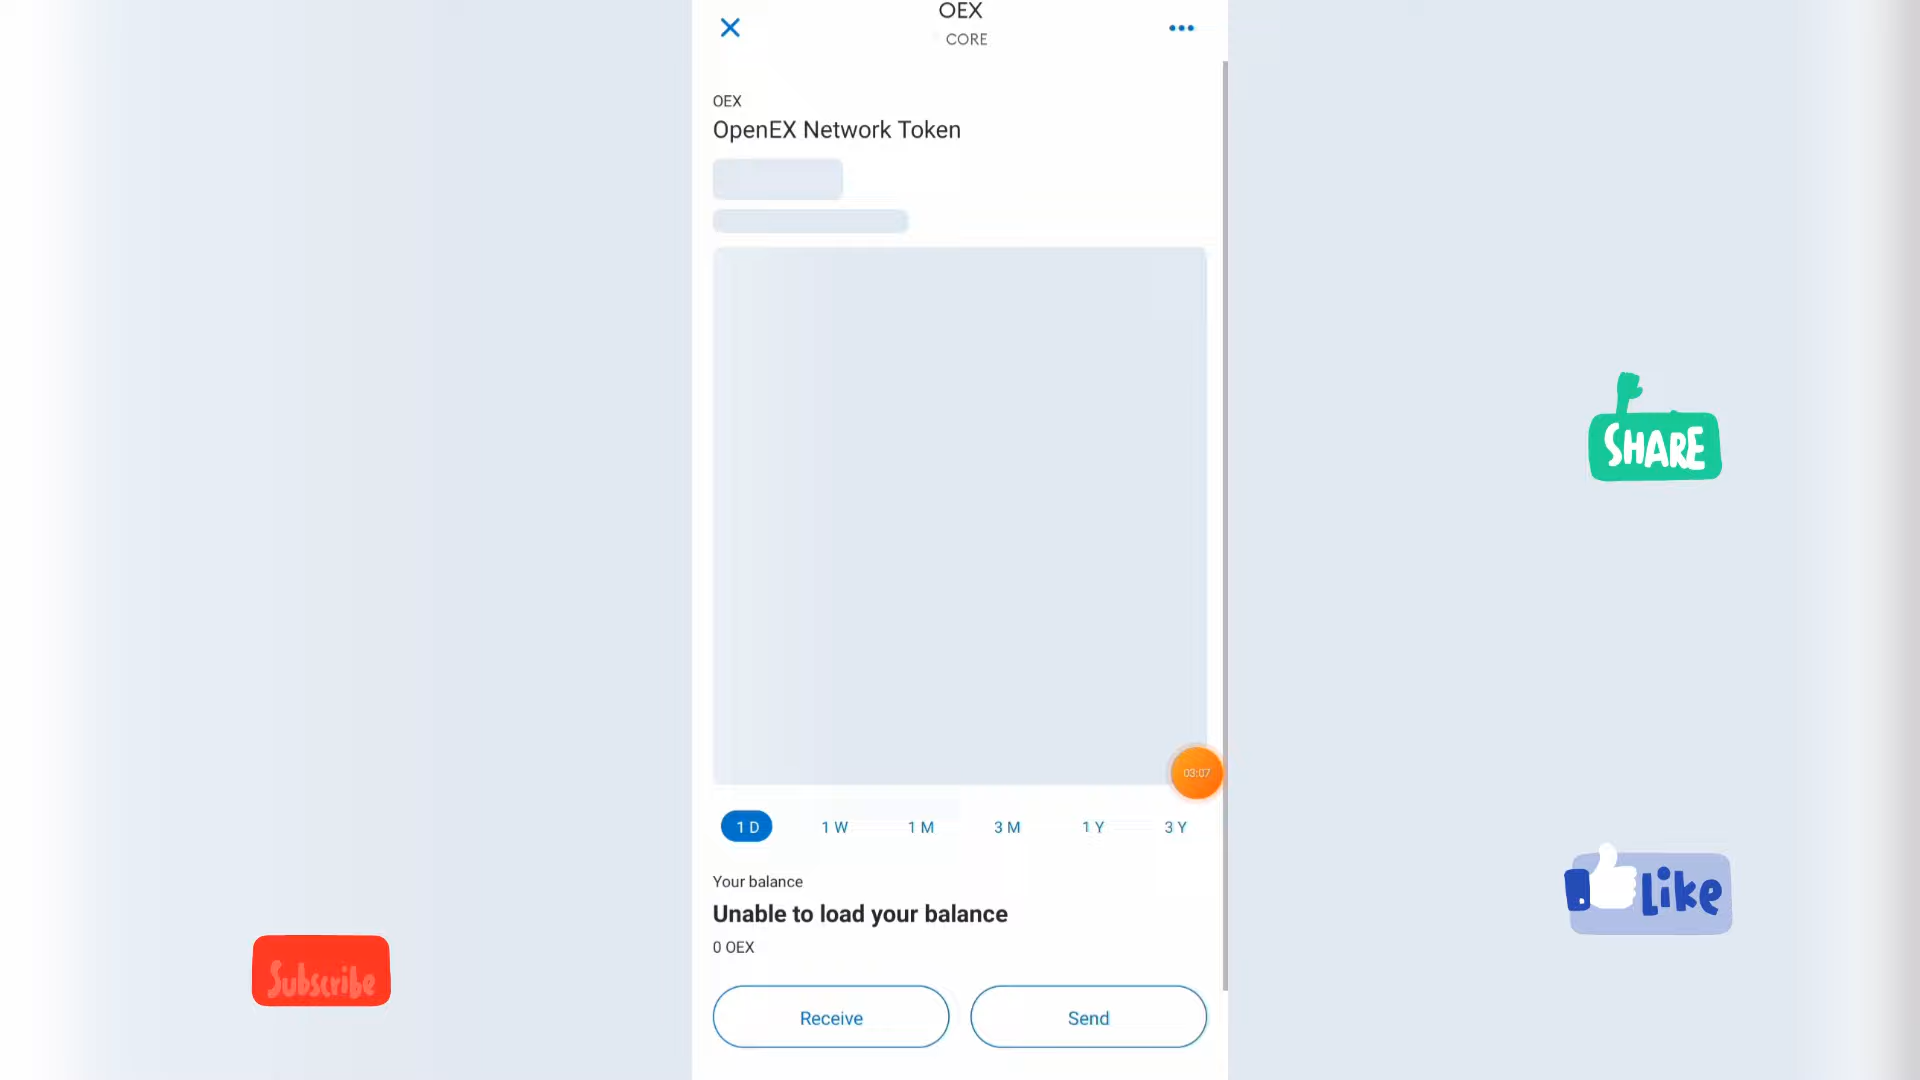 OEX
CORE
OEX
OpenEX Network Token
SHARE
03:07
1 D 1 W 1 M 3 M 1 Y 3 Y
Your balance
Unable to load your balance
0 OEX
Like
Subscribe
Receive Send